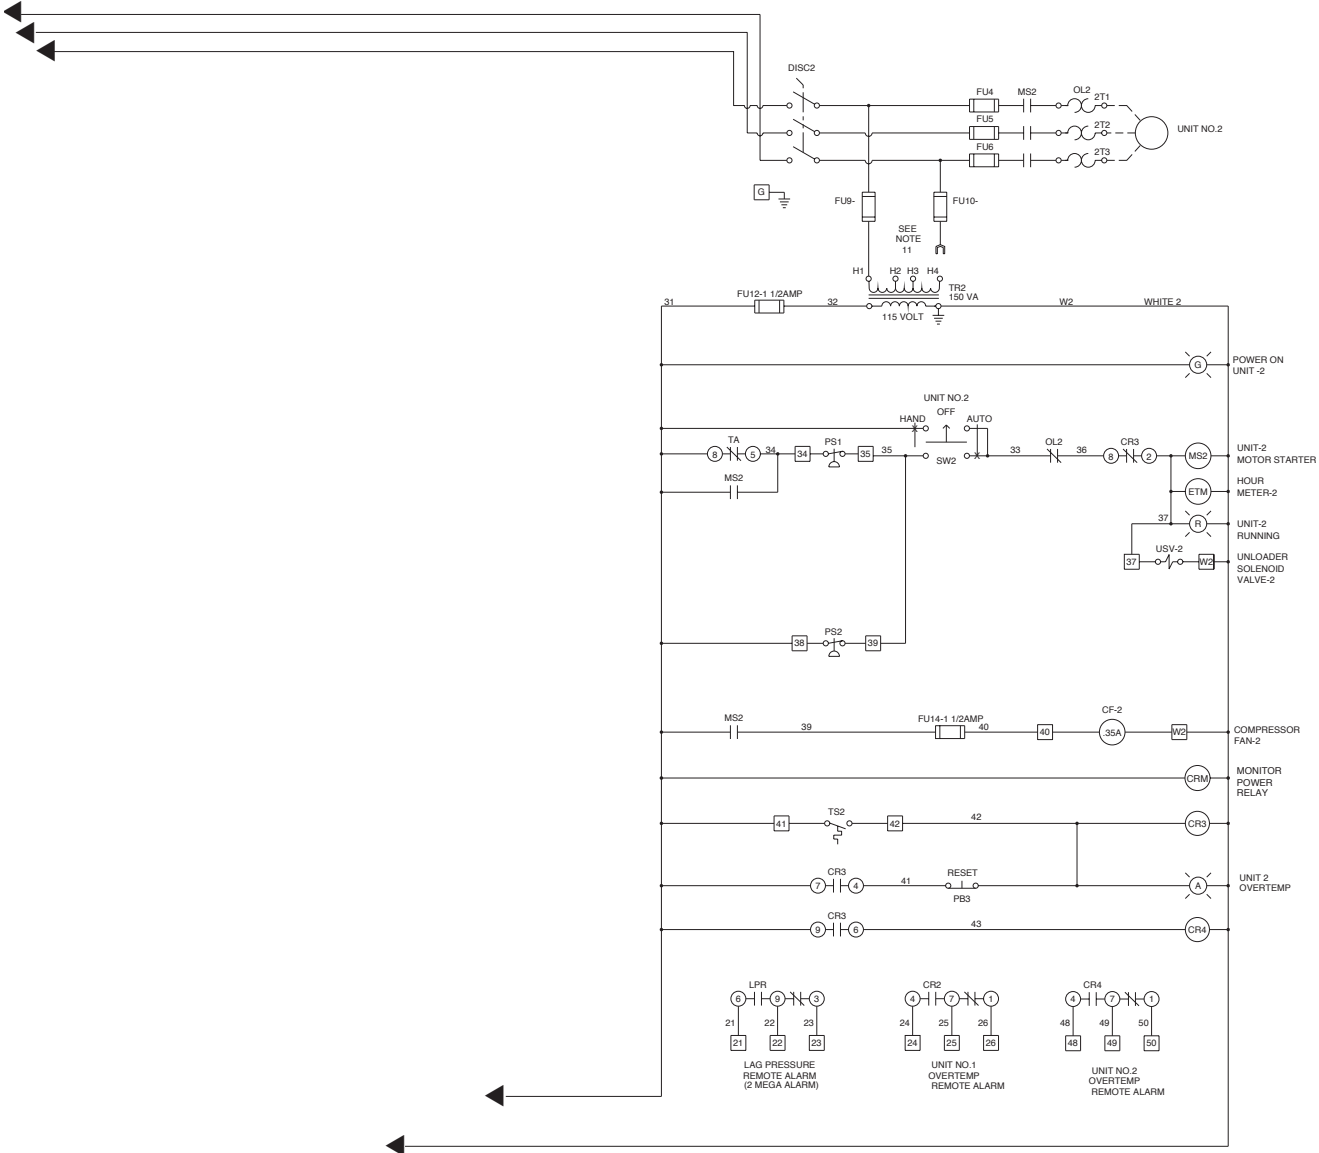 DISC2
FU4 MS2 OL2 2T1
FU5 2T2
UNIT NO.2
FU6 2T3
G
FU9- FU10-
SEE
NOTE
11
H1 H2 H3 H4
TR2
150 VA
31 FU12-1 1/2AMP 32 W2 WHITE 2
115 VOLT
G
POWER ON
UNIT -2
UNIT NO.2
HAND OFF AUTO
TA PS1 OL2 CR3
8 5 34 34 35 35 SW2 33 36 8 2 MS2
UNIT-2
MOTOR STARTER
MS2
ETM
HOUR
METER-2
37 R
UNIT-2
RUNNING
USV-2
37 W2
UNLOADER
SOLENOID
VALVE-2
PS2
38 39
MS2 39 FU14-1 1/2AMP 40 40 CF-2 .35A W2
COMPRESSOR
FAN-2
CRM
MONITOR
POWER
RELAY
TS2
41 42 42 CR3
CR3 RESET
7 4 41 A
PB3
UNIT 2
OVERTEMP
CR3
9 6 43 CR4
LPR CR2 CR4
6 9 3 4 7 1 4 7 1
21 22 23 24 25 26 48 49 50
21 22 23 24 25 26 48 49 50
LAG PRESSURE
REMOTE ALARM
(2 MEGA ALARM)
UNIT NO.1
OVERTEMP
REMOTE ALARM
UNIT NO.2
OVERTEMP
REMOTE ALARM